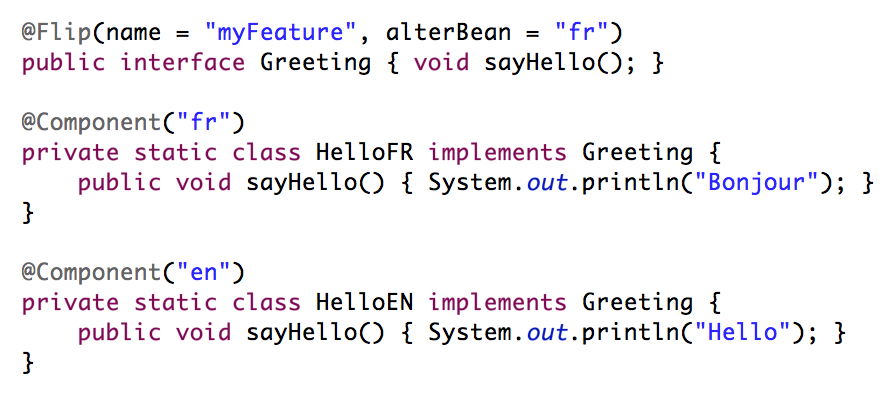 @Flip(name = "myFeature", alterBean = "fr")
public interface Greeting { void sayHello(); }
@Component("fr")
private static class HelloFR implements Greeting {
    public void sayHello() { System.out.println("Bonjour"); }
}
@Component("en")
private static class HelloEN implements Greeting {
    public void sayHello() { System.out.println("Hello"); }
}